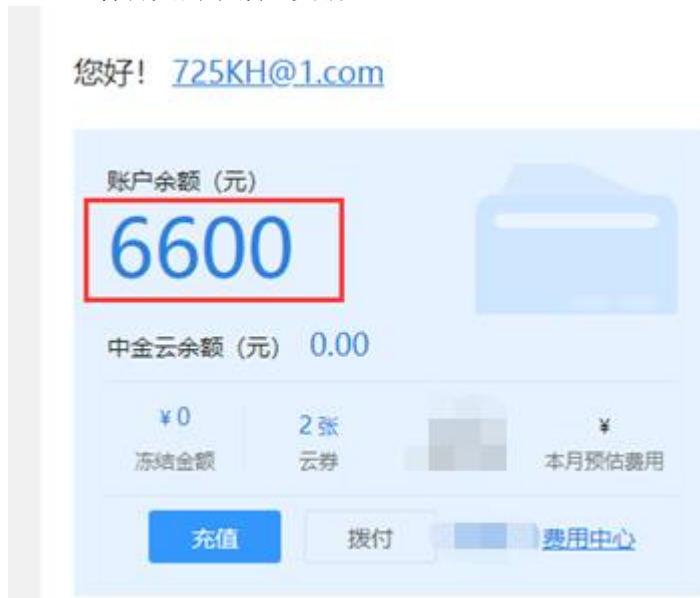 您好！ 725KH@1.com
账户余额（元）
6600
中金云余额（元） 0.00
¥0 2张 ¥
冻结金额 云券 本月预估费用
充值 拨付 费用中心